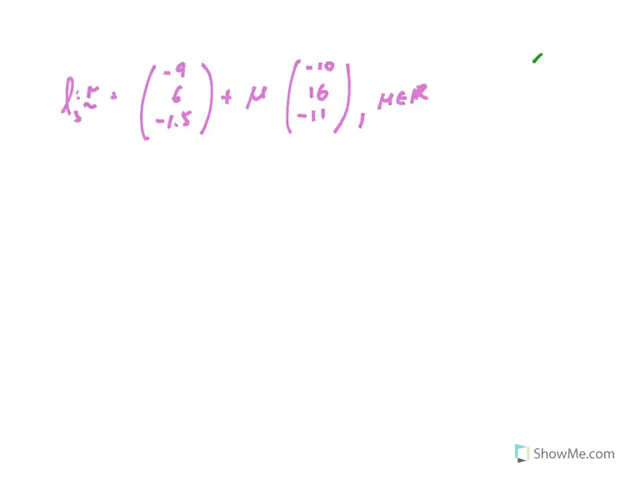 l₃: r̰ = (-9, 6, -1.5) + μ (-10, 16, -11), μ∈ℝ
ShowMe.com